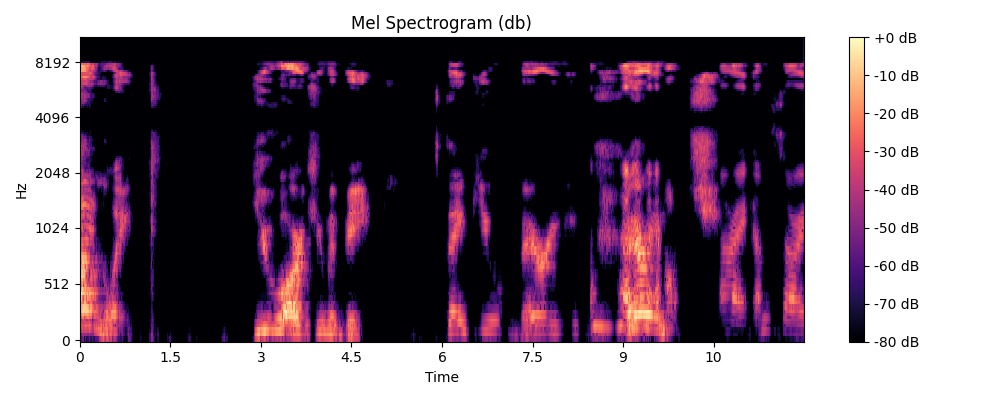 Mel Spectrogram (db)
8192
4096
2048
1024
512
0
Hz
0 1.5 3 4.5 6 7.5 9 10
Time
+0 dB
-10 dB
-20 dB
-30 dB
-40 dB
-50 dB
-60 dB
-70 dB
-80 dB